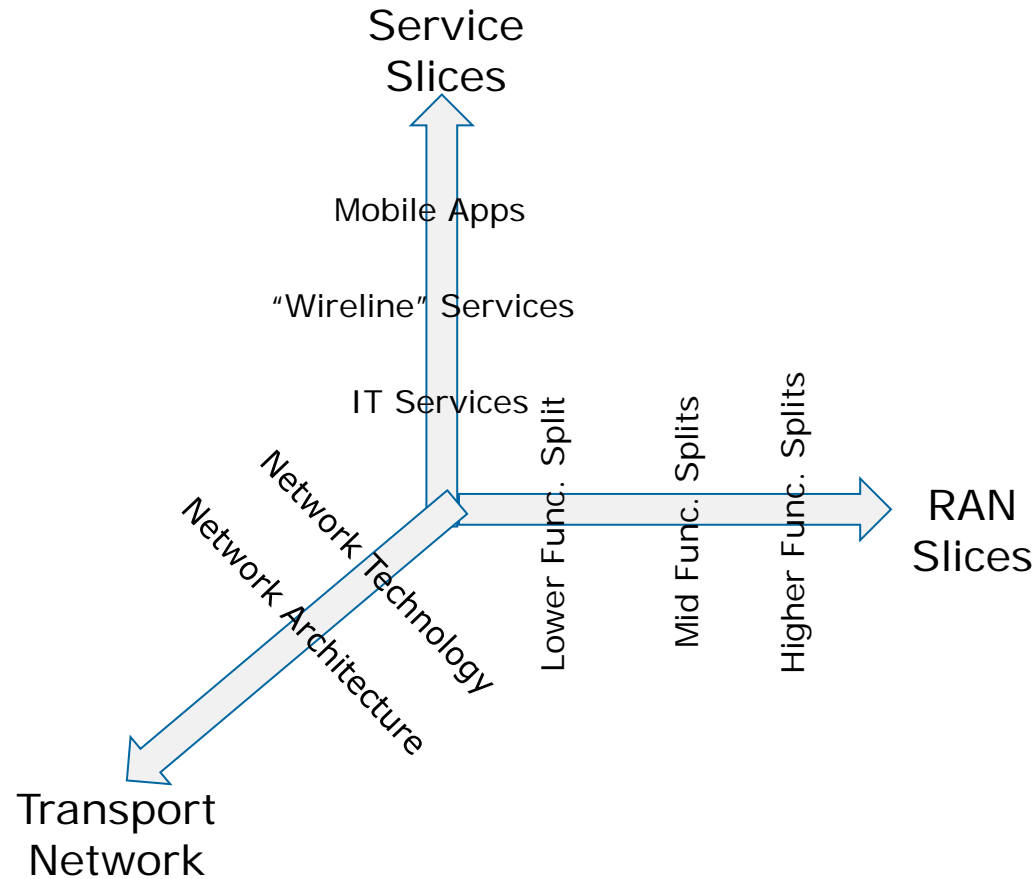 Service
Slices
Mobile Apps
“Wireline” Services
IT Services
Lower Func. Split
Mid Func. Splits
Higher Func. Splits
RAN
Slices
Network Technology
Network Architecture
Transport
Network